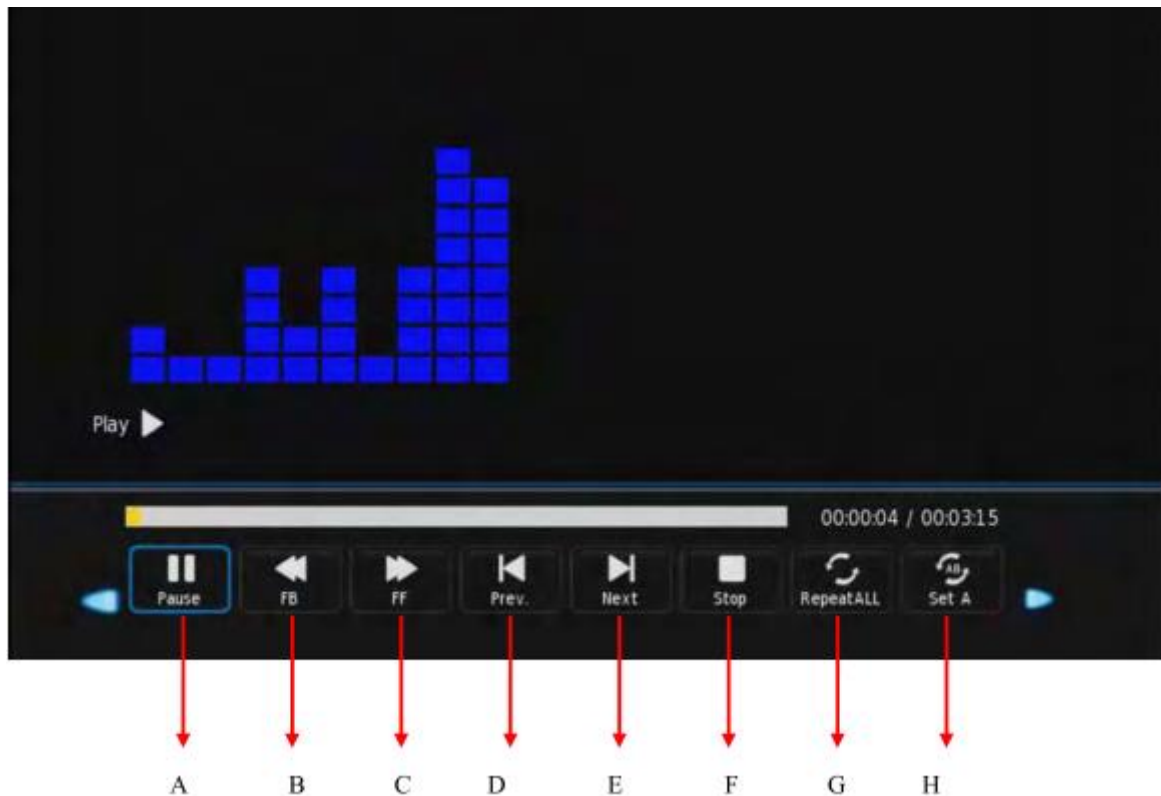 Play
00:00:04 / 00:03:15
Pause FB FF Prev. Next Stop RepeatALL Set A
A B C D E F G H